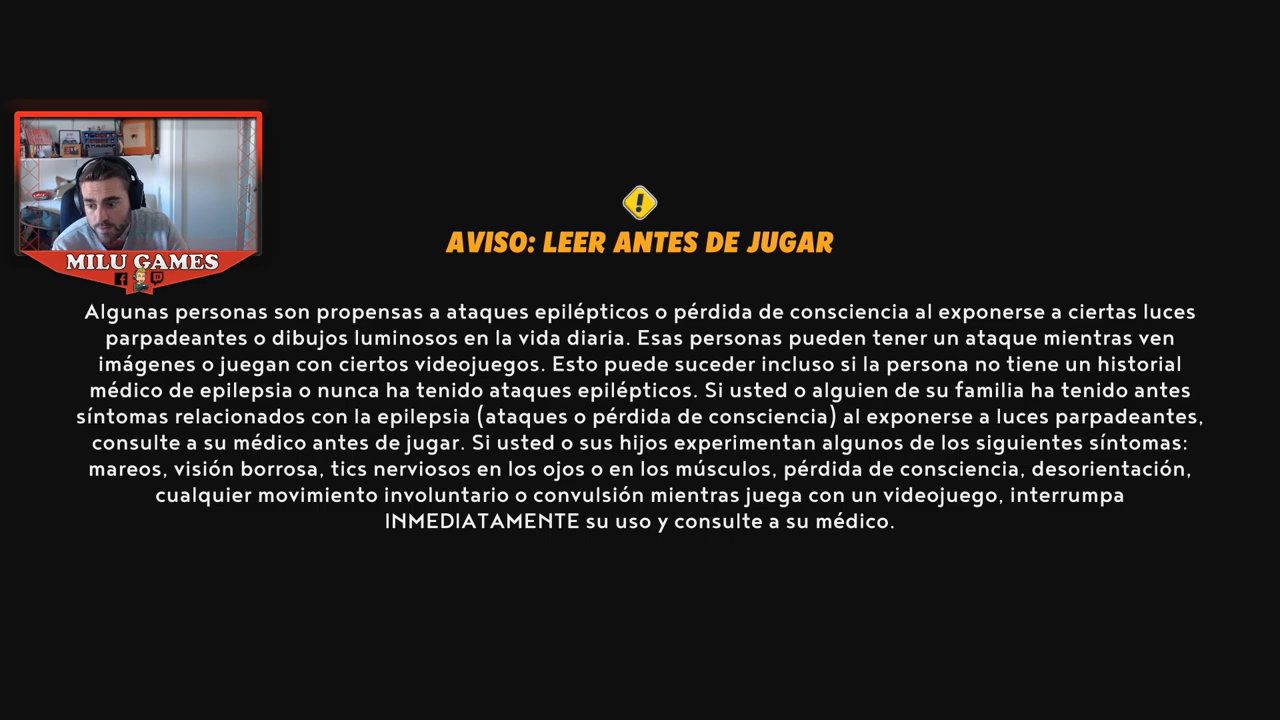 MILU GAMES
AVISO: LEER ANTES DE JUGAR
Algunas personas son propensas a ataques epilépticos o pérdida de consciencia al exponerse a ciertas luces
parpadeantes o dibujos luminosos en la vida diaria. Esas personas pueden tener un ataque mientras ven
imágenes o juegan con ciertos videojuegos. Esto puede suceder incluso si la persona no tiene un historial
médico de epilepsia o nunca ha tenido ataques epilépticos. Si usted o alguien de su familia ha tenido antes
síntomas relacionados con la epilepsia (ataques o pérdida de consciencia) al exponerse a luces parpadeantes,
consulte a su médico antes de jugar. Si usted o sus hijos experimentan algunos de los siguientes síntomas:
mareos, visión borrosa, tics nerviosos en los ojos o en los músculos, pérdida de consciencia, desorientación,
cualquier movimiento involuntario o convulsión mientras juega con un videojuego, interrumpa
INMEDIATAMENTE su uso y consulte a su médico.